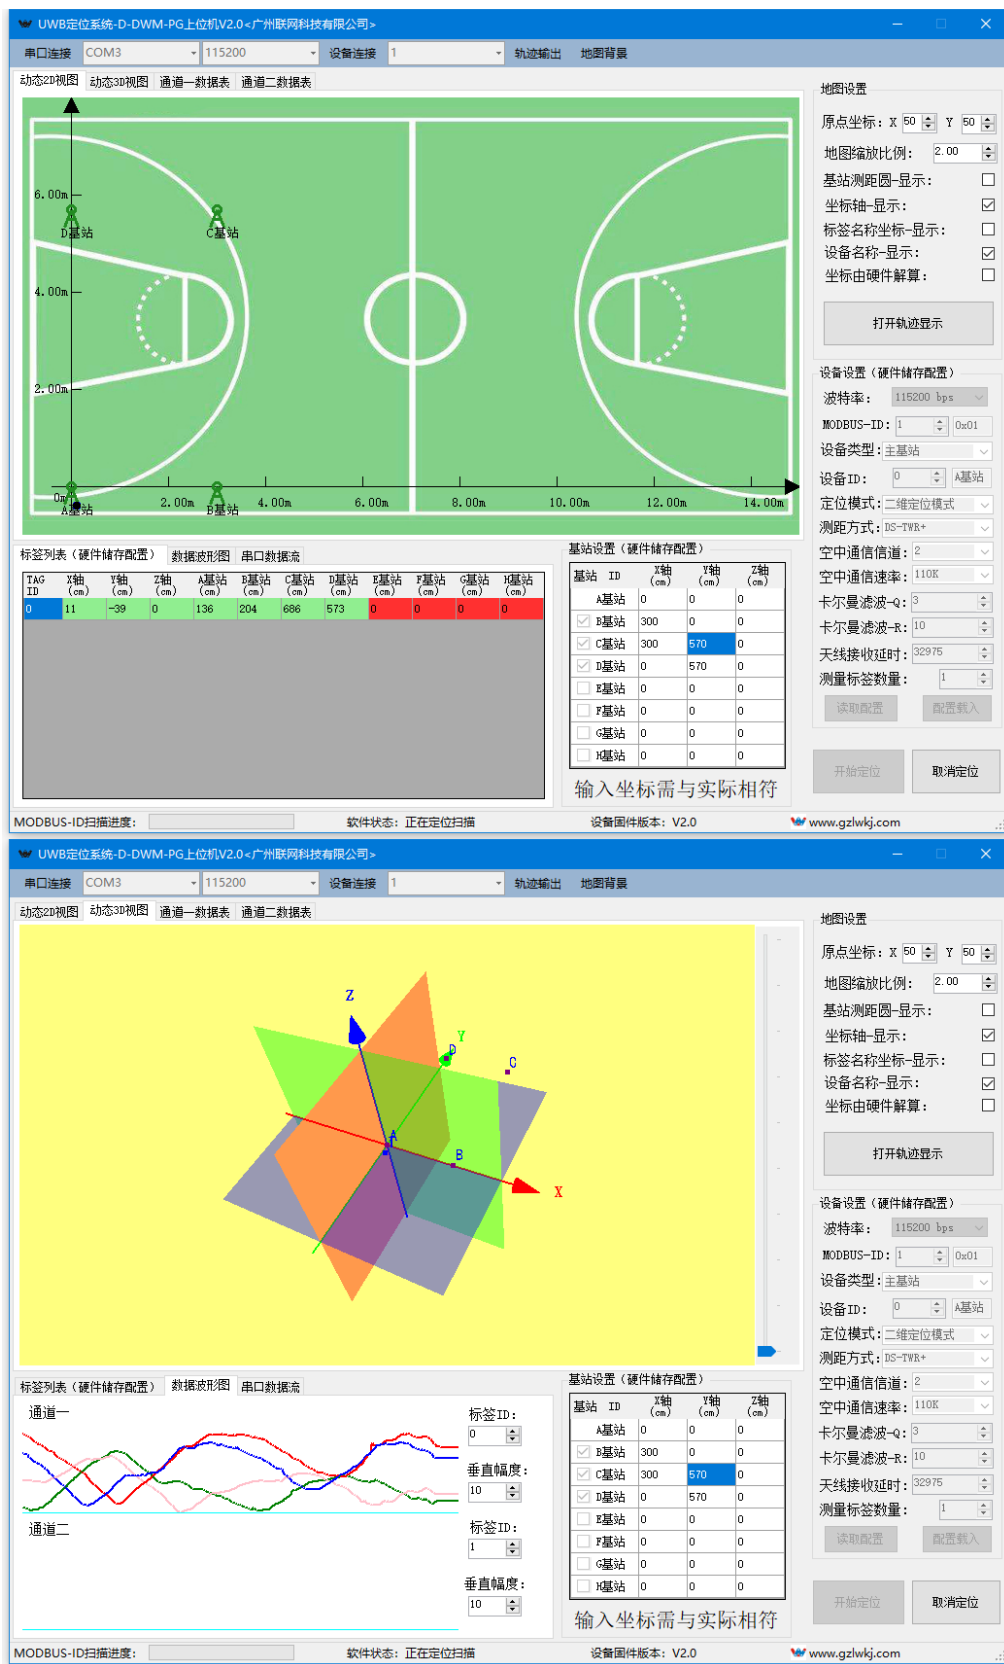 UWB定位系统-D-DWM-PG上位机V2.0<广州联网科技有限公司>
串口连接 COM3 115200 设备连接 1 轨迹输出 地图背景
动态2D视图 动态3D视图 通道一数据表 通道二数据表
6.00m
D基站 C基站
4.00m
2.00m
0m 2.00m 4.00m 6.00m 8.00m 10.00m 12.00m 14.00m
A基站 B基站
地图设置
原点坐标: X 50 Y 50
地图缩放比例: 2.00
基站测距圆-显示:
坐标轴-显示:
标签名称坐标-显示:
设备名称-显示:
坐标由硬件解算:
打开轨迹显示
设备设置(硬件储存配置)
波特率: 115200 bps
MODBUS-ID: 1 0x01
设备类型: 主基站
设备ID: 0 A基站
定位模式: 二维定位模式
测距方式: DS-TWR+
空中通信信道: 2
空中通信速率: 110K
卡尔曼滤波-Q: 3
卡尔曼滤波-R: 10
天线接收延时: 32975
测量标签数量: 1
读取配置 配置载入
开始定位 取消定位
标签列表(硬件储存配置) 数据波形图 串口数据流
TAG ID X轴(cm) Y轴(cm) Z轴(cm) A基站(cm) B基站(cm) C基站(cm) D基站(cm) E基站(cm) F基站(cm) G基站(cm) H基站(cm)
0 11 -39 0 136 204 686 573 0 0 0 0
基站设置(硬件储存配置)
基站 ID X轴(cm) Y轴(cm) Z轴(cm)
A基站 0 0 0
B基站 300 0 0
C基站 300 570 0
D基站 0 570 0
E基站 0 0 0
F基站 0 0 0
G基站 0 0 0
H基站 0 0 0
输入坐标需与实际相符
MODBUS-ID扫描进度: 软件状态: 正在定位扫描 设备固件版本: V2.0 www.gzlwkj.com
UWB定位系统-D-DWM-PG上位机V2.0<广州联网科技有限公司>
串口连接 COM3 115200 设备连接 1 轨迹输出 地图背景
动态2D视图 动态3D视图 通道一数据表 通道二数据表
Z
Y
D
C
A
B
X
地图设置
原点坐标: X 50 Y 50
地图缩放比例: 2.00
基站测距圆-显示:
坐标轴-显示:
标签名称坐标-显示:
设备名称-显示:
坐标由硬件解算:
打开轨迹显示
设备设置(硬件储存配置)
波特率: 115200 bps
MODBUS-ID: 1 0x01
设备类型: 主基站
设备ID: 0 A基站
定位模式: 二维定位模式
测距方式: DS-TWR+
空中通信信道: 2
空中通信速率: 110K
卡尔曼滤波-Q: 3
卡尔曼滤波-R: 10
天线接收延时: 32975
测量标签数量: 1
读取配置 配置载入
开始定位 取消定位
标签列表(硬件储存配置) 数据波形图 串口数据流
通道一
标签ID:
0
垂直幅度:
10
通道二
标签ID:
1
垂直幅度:
10
基站设置(硬件储存配置)
基站 ID X轴(cm) Y轴(cm) Z轴(cm)
A基站 0 0 0
B基站 300 0 0
C基站 300 570 0
D基站 0 570 0
E基站 0 0 0
F基站 0 0 0
G基站 0 0 0
H基站 0 0 0
输入坐标需与实际相符
MODBUS-ID扫描进度: 软件状态: 正在定位扫描 设备固件版本: V2.0 www.gzlwkj.com